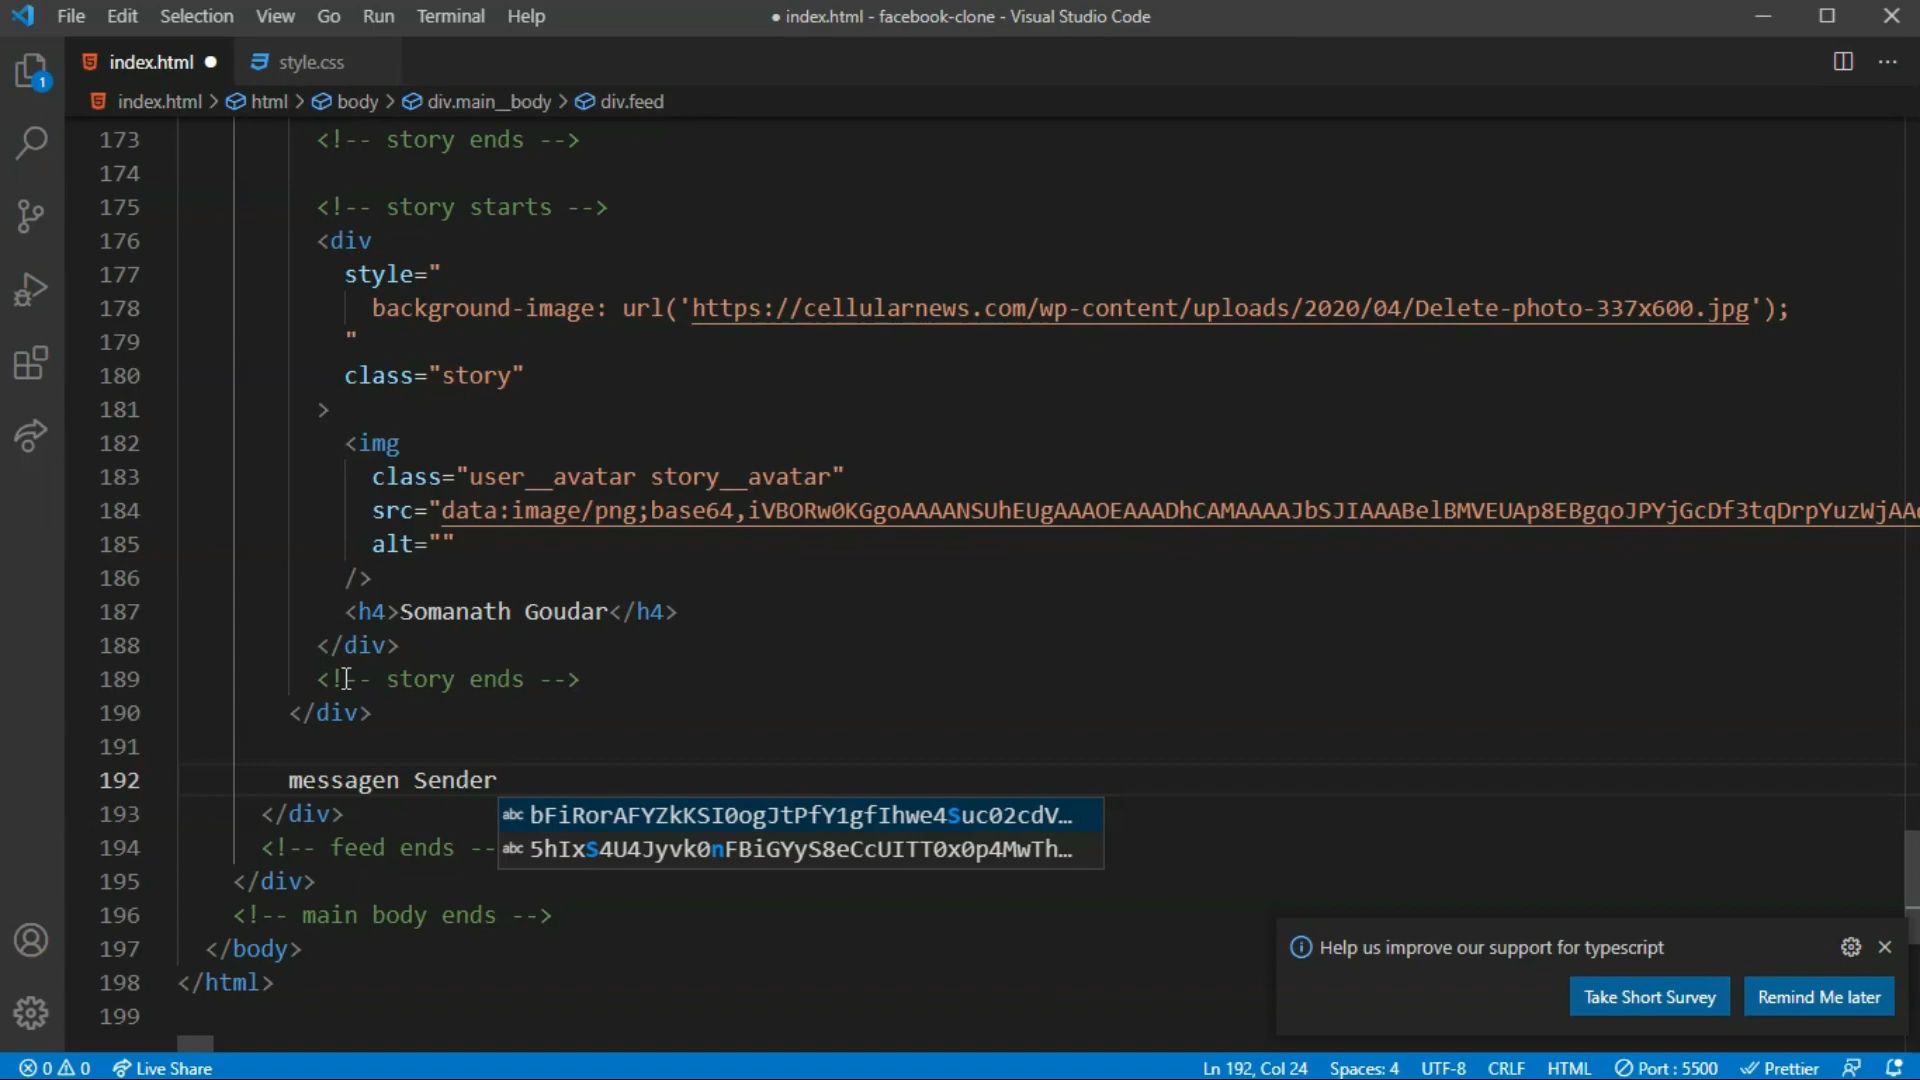 File Edit Selection View Go Run Terminal Help
● index.html - facebook-clone - Visual Studio Code
index.html ●
style.css
index.html > html > body > div.main__body > div.feed
173 <!-- story ends -->
174
175 <!-- story starts -->
176 <div
177 style="
178 background-image: url('https://cellularnews.com/wp-content/uploads/2020/04/Delete-photo-337x600.jpg');
179 "
180 class="story"
181 >
182 <img
183 class="user__avatar story__avatar"
184 src="data:image/png;base64,iVBORw0KGgoAAAANSUhEUgAAAOEAAADhCAMAAAAJbSJIAAABelBMVEUAp8EBgqoJPYjGcDf3tqDrpYuzWjAA
185 alt=""
186 />
187 <h4>Somanath Goudar</h4>
188 </div>
189 <!-- story ends -->
190 </div>
191
192 messagen Sender
193 </div>
abc bFiRorAFYZkKSI0ogJtPfY1gfIhwe4Suc02cdV…
194 <!-- feed ends --
abc 5hIxS4U4Jyvk0nFBiGYyS8eCcUITT0x0p4MwTh…
195 </div>
196 <!-- main body ends -->
197 </body>
198 </html>
199
1
Help us improve our support for typescript
Take Short Survey
Remind Me later
0 0 Live Share
Ln 192, Col 24 Spaces: 4 UTF-8 CRLF HTML Port : 5500 Prettier